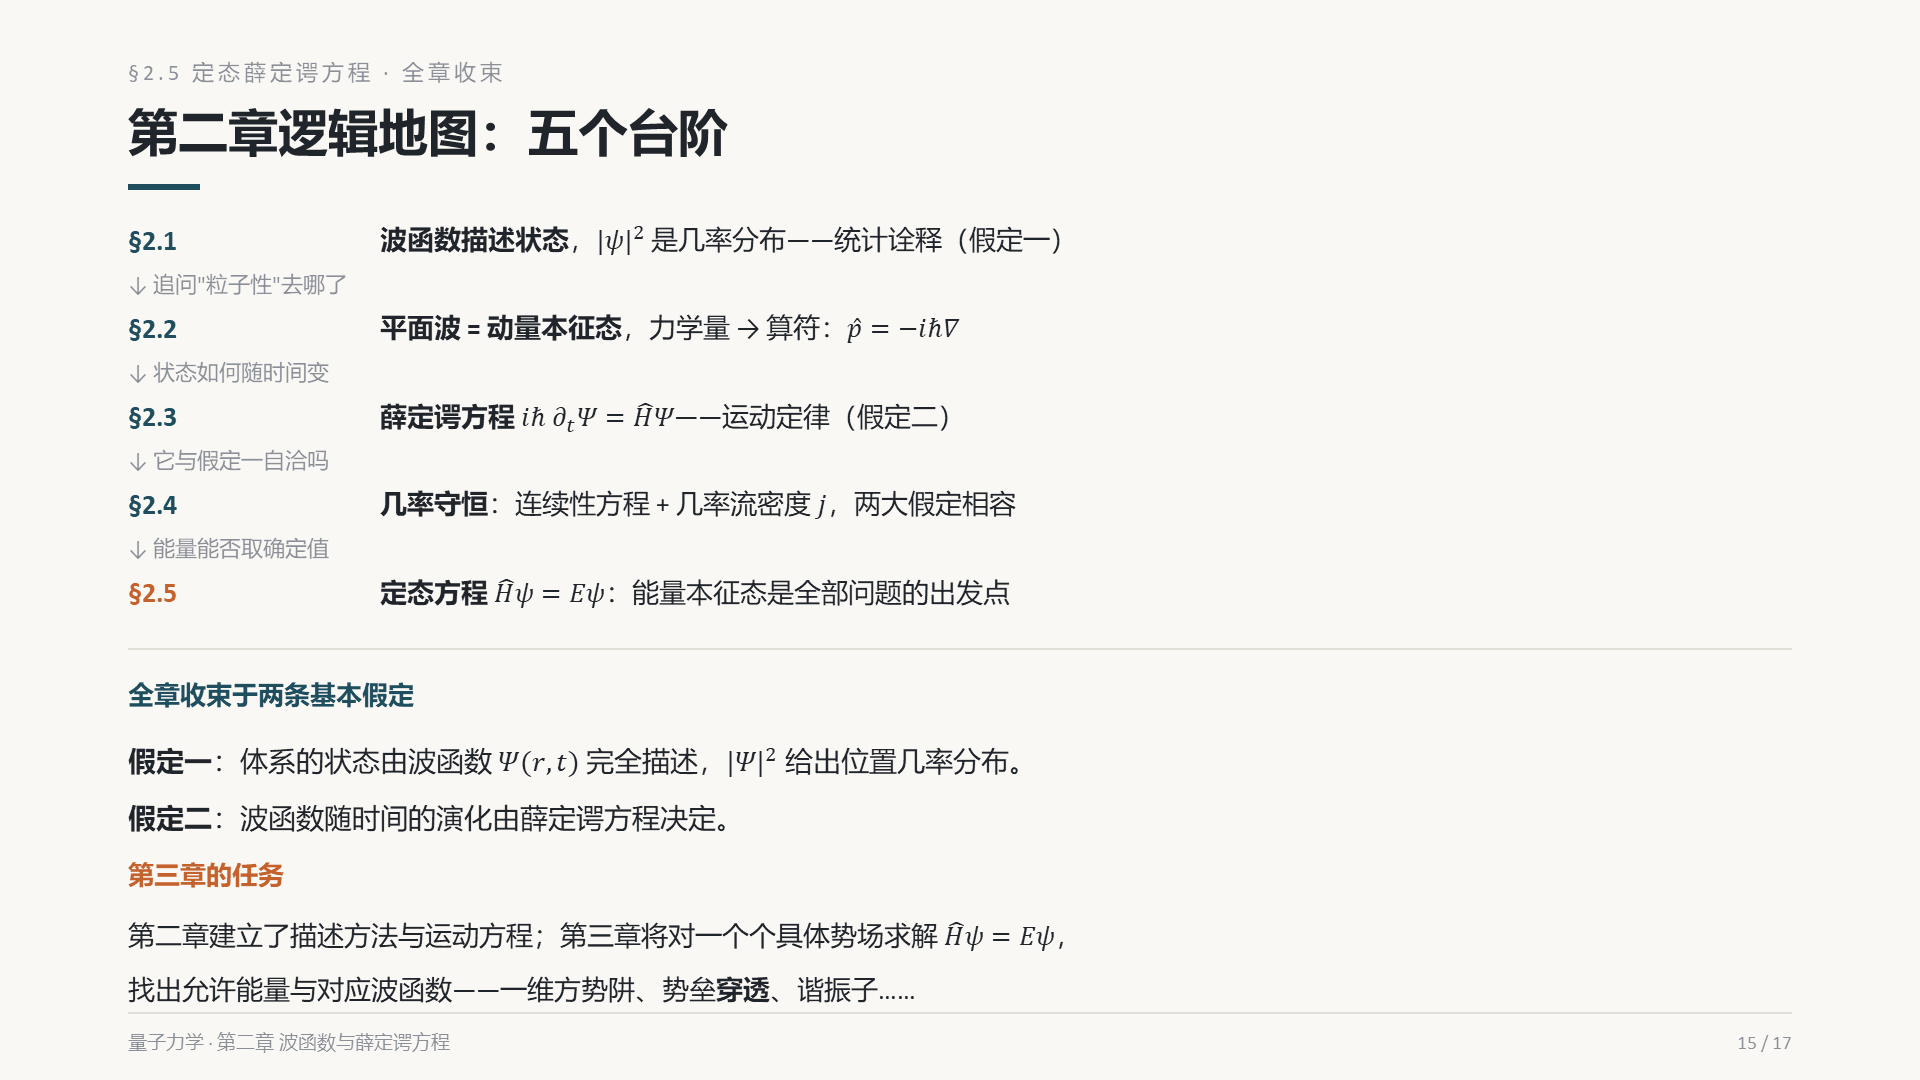 §2.5 定态薛定谔方程 · 全章收束
第二章逻辑地图：五个台阶
§2.1 波函数描述状态，|ψ|² 是几率分布——统计诠释（假定一）
↓ 追问"粒子性"去哪了
§2.2 平面波 = 动量本征态，力学量 → 算符：p̂ = −iħ∇
↓ 状态如何随时间变
§2.3 薛定谔方程 iħ ∂ₜΨ = ĤΨ——运动定律（假定二）
↓ 它与假定一自洽吗
§2.4 几率守恒：连续性方程 + 几率流密度 j，两大假定相容
↓ 能量能否取确定值
§2.5 定态方程 Ĥψ = Eψ：能量本征态是全部问题的出发点
全章收束于两条基本假定
假定一：体系的状态由波函数 Ψ(r, t) 完全描述，|Ψ|² 给出位置几率分布。
假定二：波函数随时间的演化由薛定谔方程决定。
第三章的任务
第二章建立了描述方法与运动方程；第三章将对一个个具体势场求解 Ĥψ = Eψ，
找出允许能量与对应波函数——一维方势阱、势垒穿透、谐振子……
量子力学 · 第二章 波函数与薛定谔方程
15 / 17